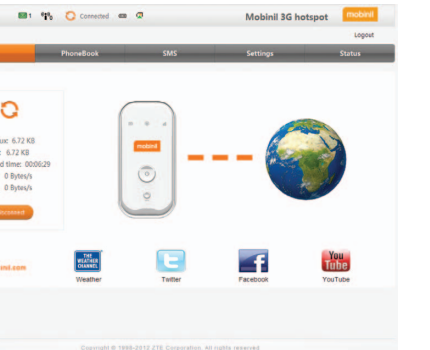 1 Connected Mobinil 3G hotspot mobinil
Logout
PhoneBook SMS Settings Status
6.72 KB
6.72 KB
d time: 00:06:29
0 Bytes/s
0 Bytes/s
mobinil
THE WEATHER CHANNEL
You Tube
Weather Twitter Facebook YouTube
Copyright © 1998-2012 ZTE Corporation. All rights reserved